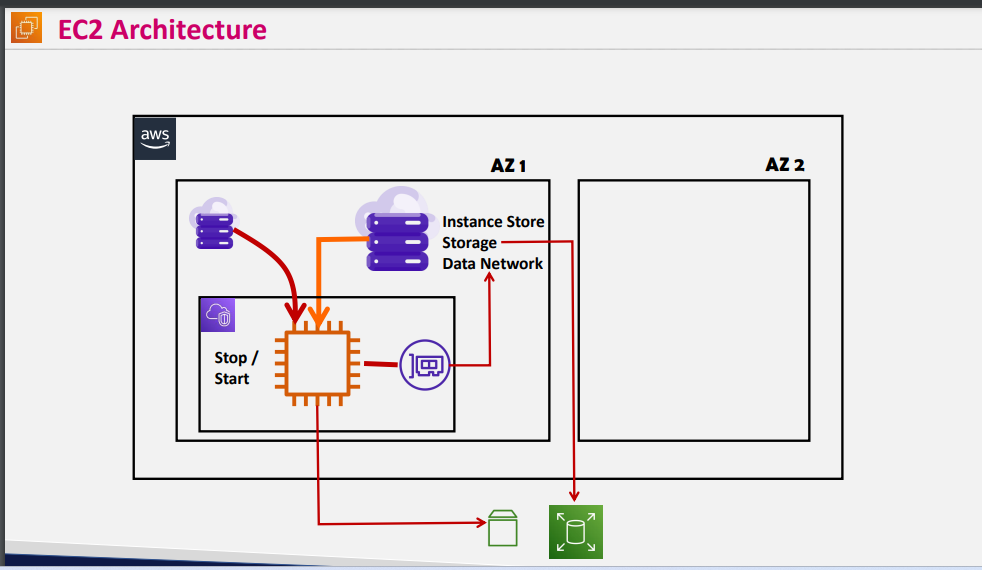 EC2 Architecture
aws
AZ 1
AZ 2
Instance Store
Storage
Data Network
Stop /
Start